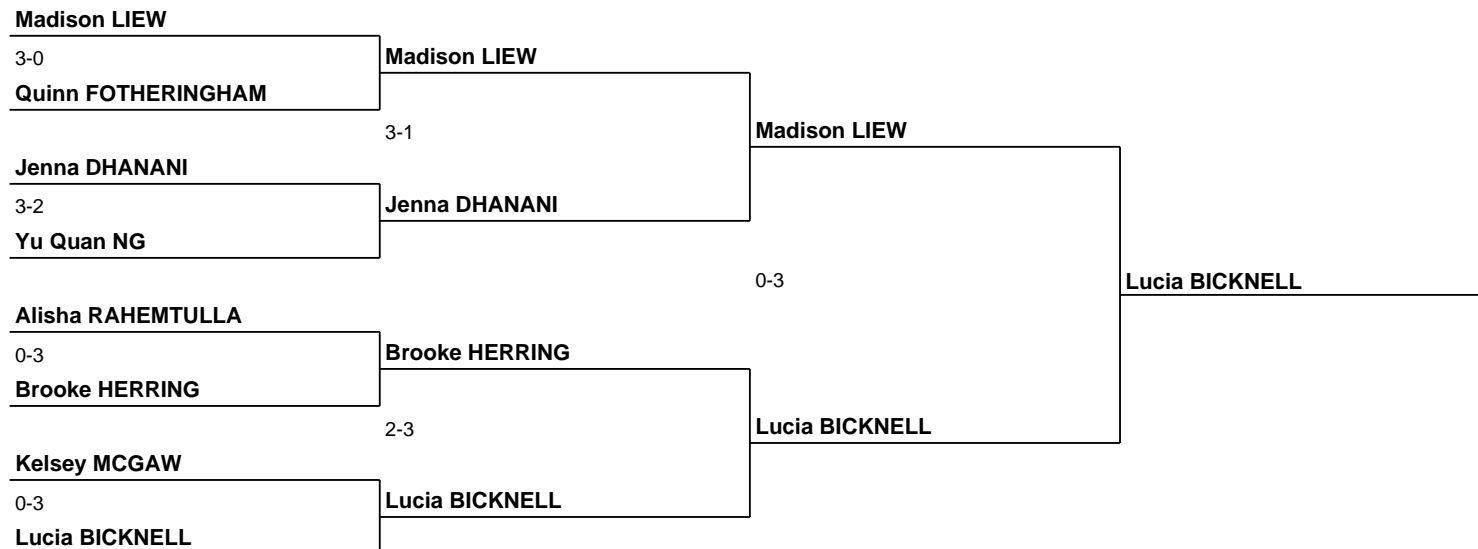 Madison LIEW
3-0
Madison LIEW
Quinn FOTHERINGHAM
3-1
Madison LIEW
Jenna DHANANI
3-2
Jenna DHANANI
Yu Quan NG
0-3
Lucia BICKNELL
Alisha RAHEMTULLA
0-3
Brooke HERRING
Brooke HERRING
2-3
Lucia BICKNELL
Kelsey MCGAW
0-3
Lucia BICKNELL
Lucia BICKNELL